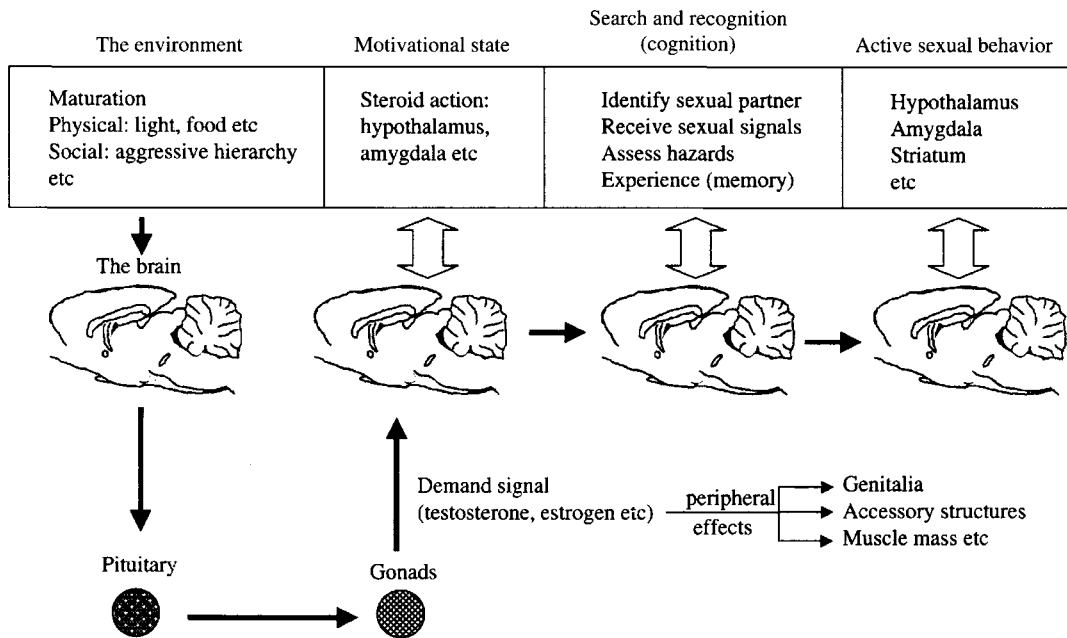 The environment
Motivational state
Search and recognition
(cognition)
Active sexual behavior
Maturation
Physical: light, food etc
Social: aggressive hierarchy
etc
Steroid action:
hypothalamus,
amygdala etc
Identify sexual partner
Receive sexual signals
Assess hazards
Experience (memory)
Hypothalamus
Amygdala
Striatum
etc
The brain
Demand signal
(testosterone, estrogen etc)
peripheral
effects
Genitalia
Accessory structures
Muscle mass etc
Pituitary
Gonads